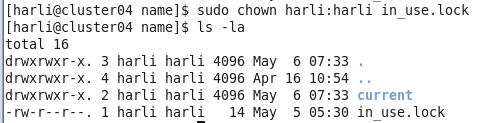 [harli@cluster04 name]$ sudo chown harli:harli in_use.lock
[harli@cluster04 name]$ ls -la
total 16
drwxrwxr-x. 3 harli harli 4096 May  6 07:33 .
drwxrwxr-x. 4 harli harli 4096 Apr 16 10:54 ..
drwxrwxr-x. 2 harli harli 4096 May  6 07:33 current
-rw-r--r--. 1 harli harli   14 May  5 05:30 in_use.lock